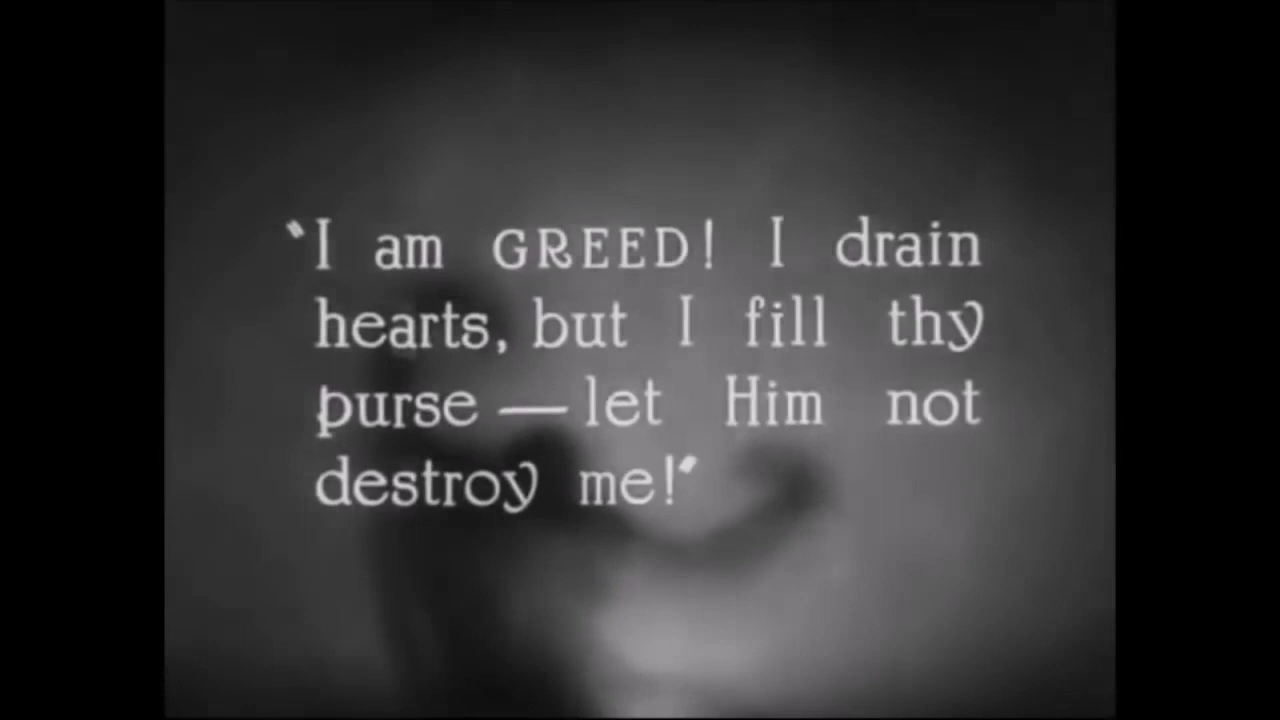 "I am GREED! I drain
hearts, but I fill thy
purse — let Him not
destroy me!"